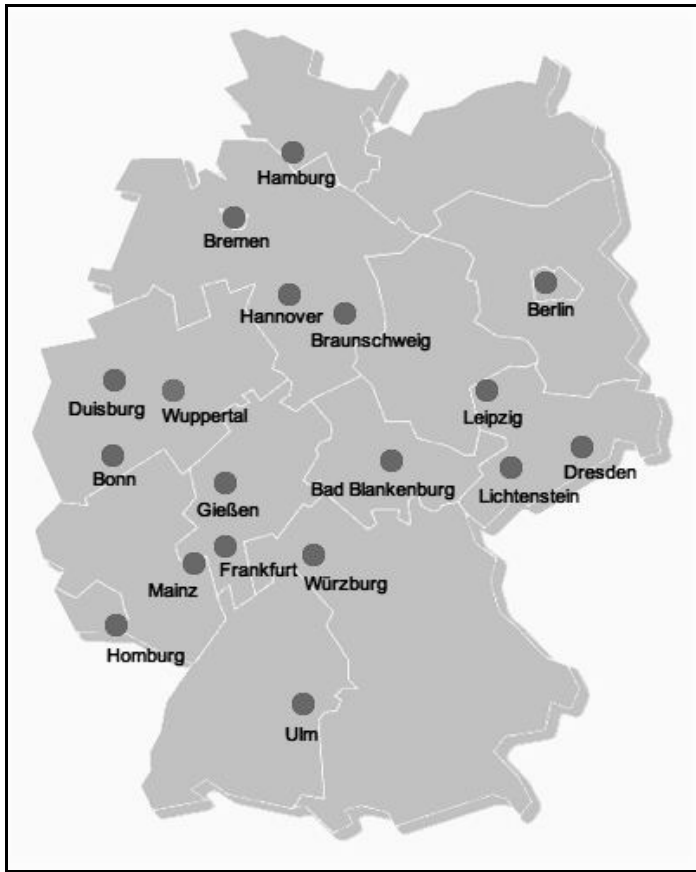 Hamburg
Bremen
Hannover
Berlin
Braunschweig
Duisburg
Wuppertal
Leipzig
Bonn
Dresden
Gießen
Bad Blankenburg
Lichtenstein
Frankfurt
Mainz
Würzburg
Homburg
Ulm